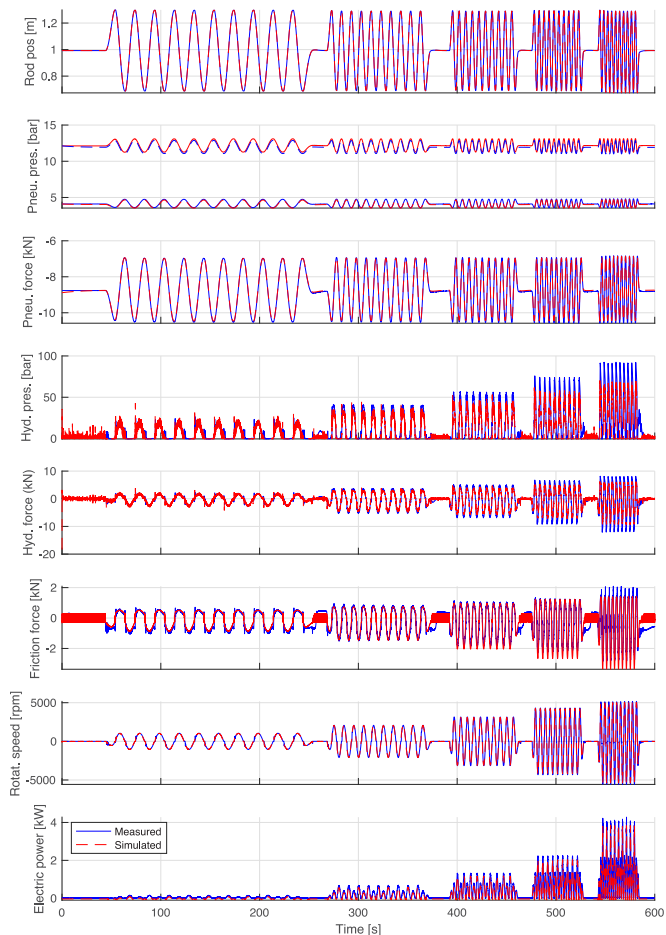 Rod pos [m]
1,2
1
0,8
Pneu. pres. [bar]
15
10
5
Pneu. force [kN]
-6
-8
-10
Hyd. pres. [bar]
100
50
0
Hyd. force (kN)
10
0
-10
-20
Friction force [kN]
2
0
-2
Rotat. speed [rpm]
5000
0
-5000
Electric power [kW]
4
2
0
Measured
Simulated
0 100 200 300 400 500 600
Time [s]